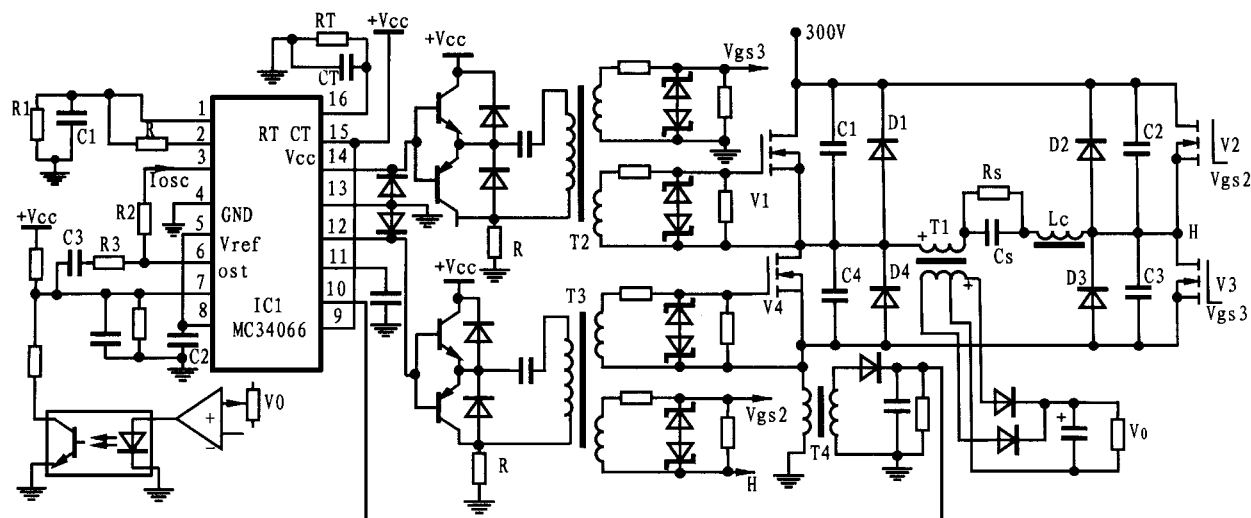 RT
+Vcc
300V
+Vcc
Vgs3
CT
R1
C1
R
1
2
3
4
5
6
7
8
16
15
14
13
12
11
10
9
RT CT
Vcc
GND
Vref
ost
IC1
MC34066
Iosc
R2
+Vcc
C3
R3
C2
V0
+
-
R
T2
V1
C1
D1
D2
C2
V2
Vgs2
Rs
+
T1
Cs
Lc
H
+Vcc
T3
V4
C4
D4
+
D3
C3
V3
Vgs3
R
Vgs2
H
T4
+
V0